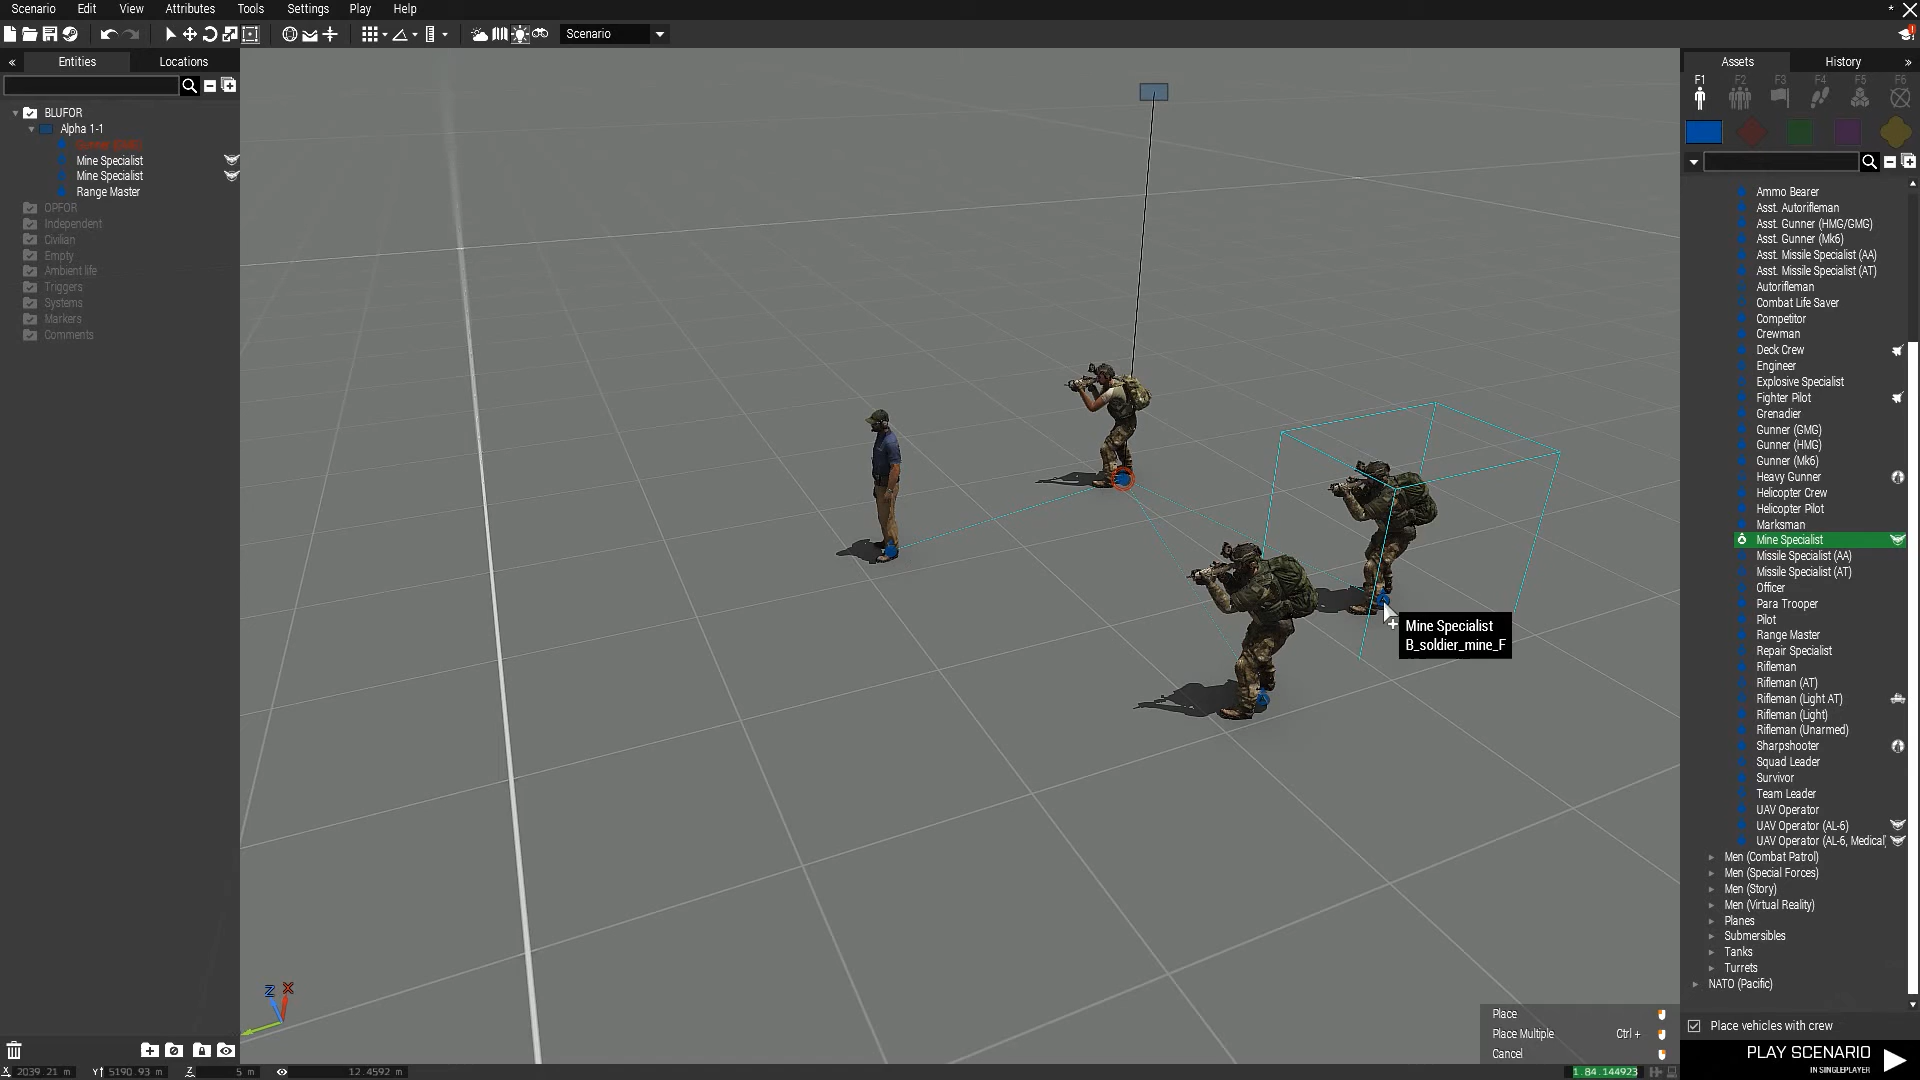 Scenario Edit View Attributes Tools Settings Play Help
Scenario
Entities Locations
BLUFOR
Alpha 1-1
Gunner (GMG)
Mine Specialist
Mine Specialist
Range Master
OPFOR
Independent
Civilian
Empty
Ambient life
Triggers
Systems
Markers
Comments
Mine Specialist
B_soldier_mine_F
Z X
Place
Place Multiple Ctrl +
Cancel
Assets History
F1 F2 F3 F4 F5 F6
Ammo Bearer
Asst. Autorifleman
Asst. Gunner (HMG/GMG)
Asst. Gunner (Mk6)
Asst. Missile Specialist (AA)
Asst. Missile Specialist (AT)
Autorifleman
Combat Life Saver
Competitor
Crewman
Deck Crew
Engineer
Explosive Specialist
Fighter Pilot
Grenadier
Gunner (GMG)
Gunner (HMG)
Gunner (Mk6)
Heavy Gunner
Helicopter Crew
Helicopter Pilot
Marksman
Mine Specialist
Missile Specialist (AA)
Missile Specialist (AT)
Officer
Para Trooper
Pilot
Range Master
Repair Specialist
Rifleman
Rifleman (AT)
Rifleman (Light AT)
Rifleman (Light)
Rifleman (Unarmed)
Sharpshooter
Squad Leader
Survivor
Team Leader
UAV Operator
UAV Operator (AL-6)
UAV Operator (AL-6, Medical
Men (Combat Patrol)
Men (Special Forces)
Men (Story)
Men (Virtual Reality)
Planes
Submersibles
Tanks
Turrets
NATO (Pacific)
Place vehicles with crew
PLAY SCENARIO
IN SINGLEPLAYER
X 2039.21 m Y 5190.93 m Z 5 m 12.4592 m 1.84.144923